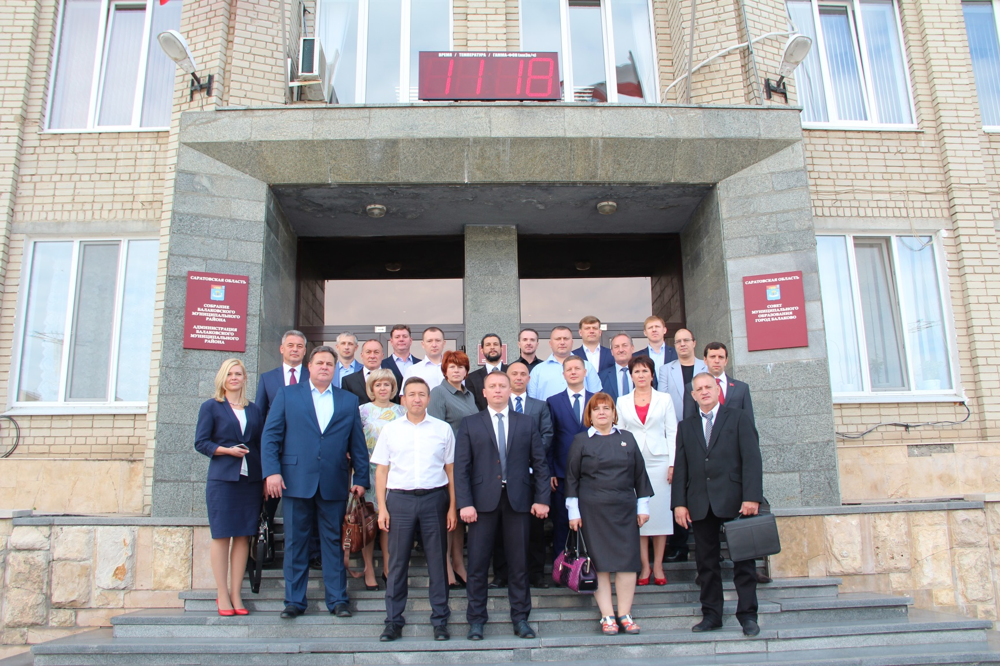 ВРЕМЯ / ТЕМПЕРАТУРА / ГАММА-ФОН (мкЗв/ч)
11 18
САРАТОВСКАЯ ОБЛАСТЬ
СОБРАНИЕ
БАЛАКОВСКОГО
МУНИЦИПАЛЬНОГО
РАЙОНА
АДМИНИСТРАЦИЯ
БАЛАКОВСКОГО
МУНИЦИПАЛЬНОГО
РАЙОНА
САРАТОВСКАЯ ОБЛАСТЬ
СОВЕТ
МУНИЦИПАЛЬНОГО
ОБРАЗОВАНИЯ
ГОРОД БАЛАКОВО